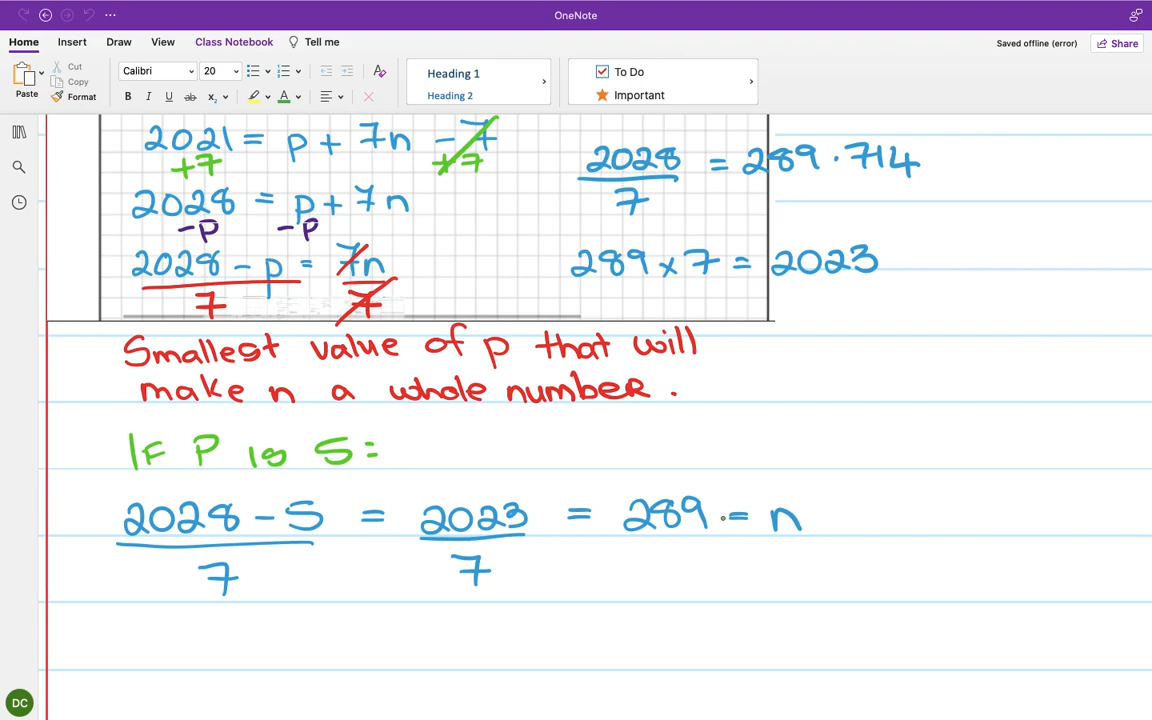 OneNote
Home Insert Draw View Class Notebook Tell me
Saved offline (error) Share
Paste
Cut
Copy
Format
Calibri 20
B I U ab x₂ A
Heading 1
Heading 2
To Do
Important
2021 = p + 7n - 7
+7 +7
2028 = p + 7n
-p -p
2028 - p = 7n
7 7
2028 = 289.714
7
289 × 7 = 2023
Smallest value of p that will
make n a whole number.
IF P is 5:
2028 - 5 = 2023 = 289 = n
7 7
DC